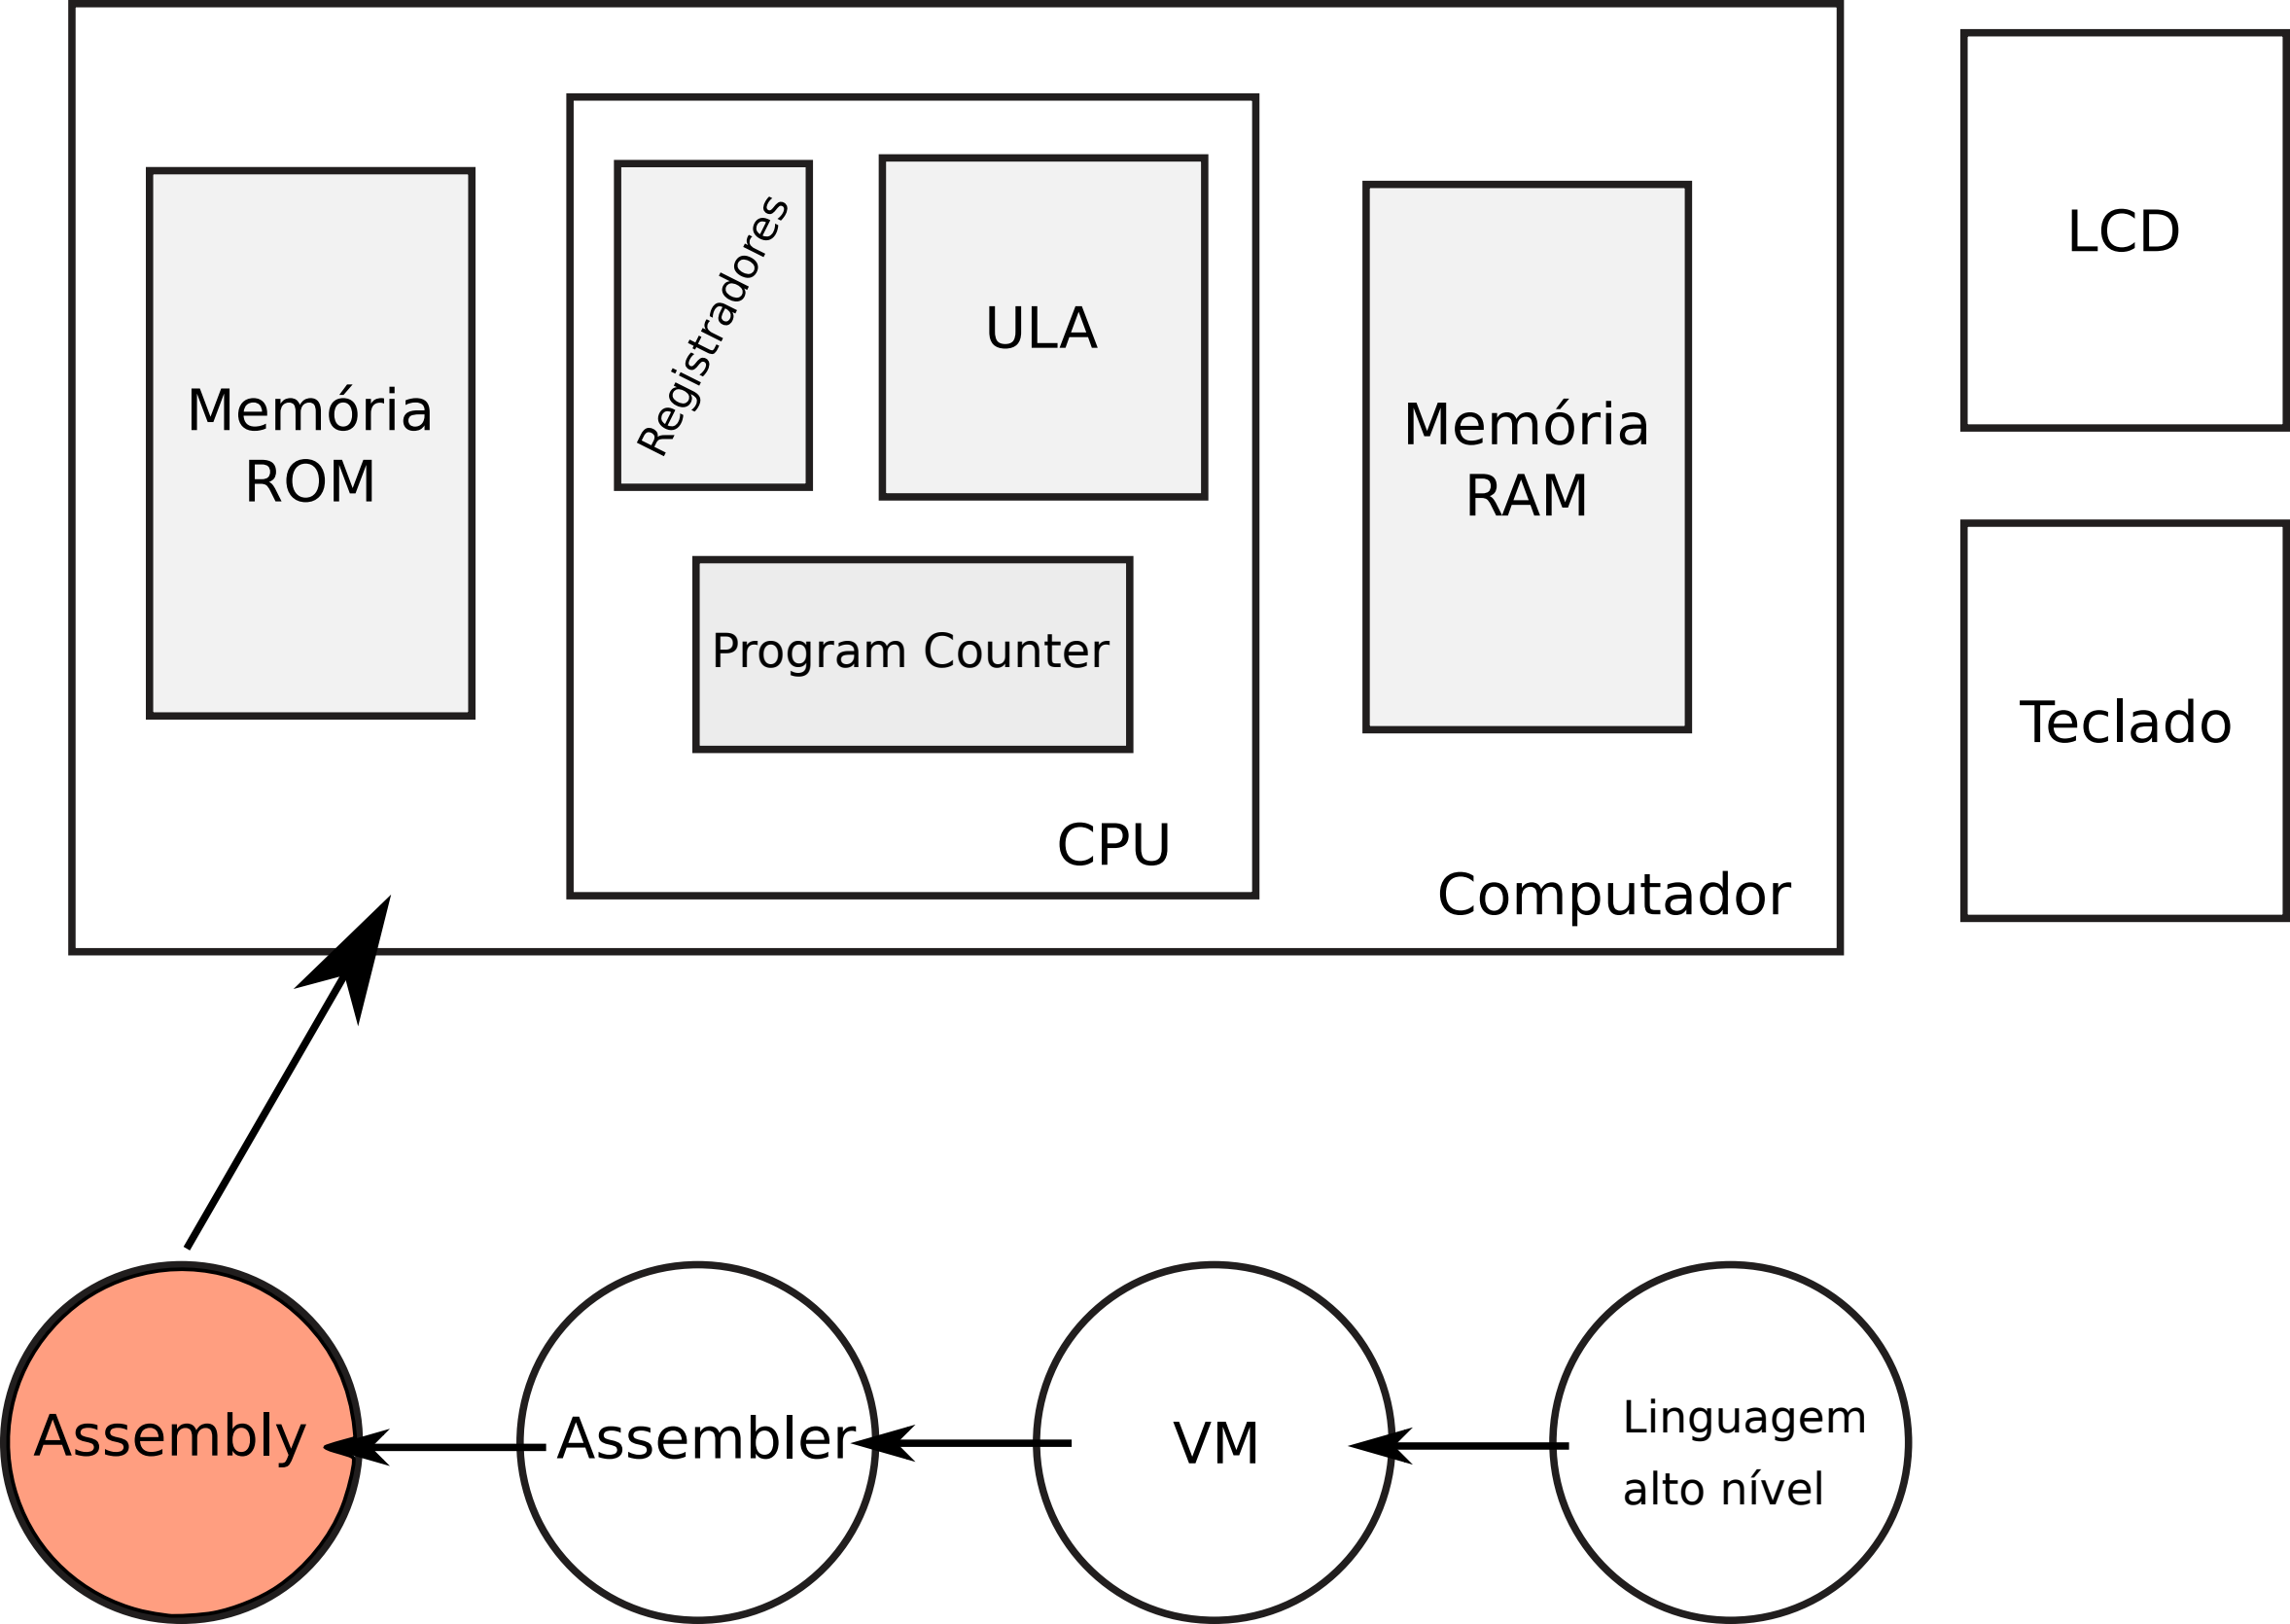 Memória
ROM
Registradores
ULA
Program Counter
CPU
Memória
RAM
Computador
LCD
Teclado
Assembly
Assembler
VM
Linguagem
alto nível